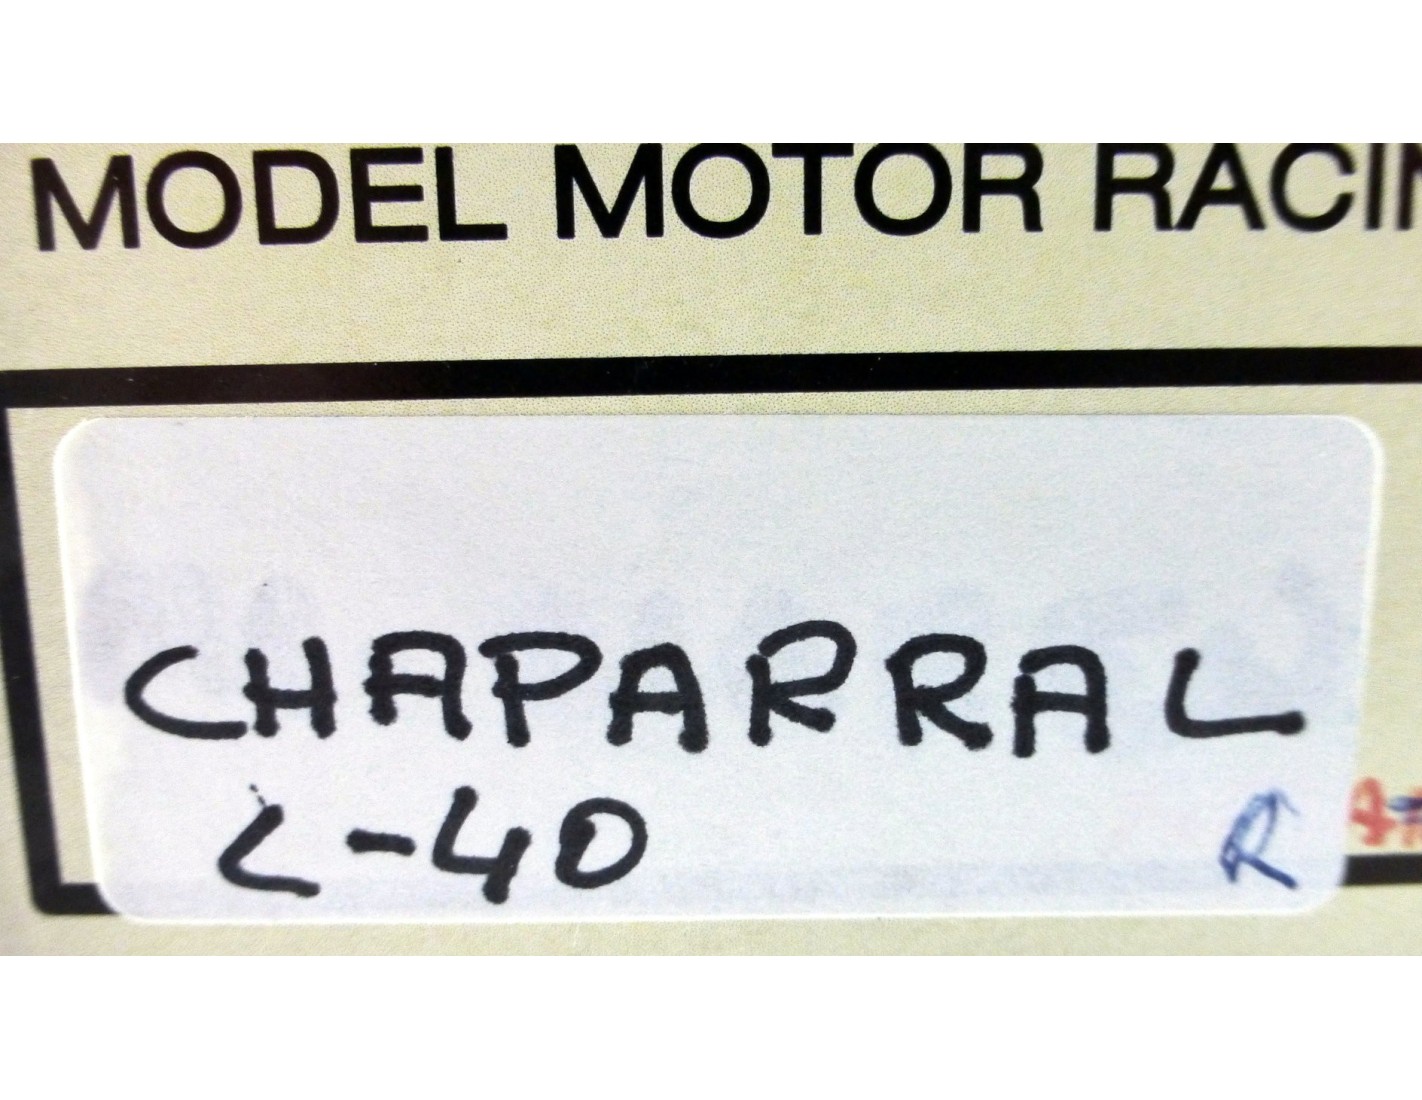 MODEL MOTOR RACIN
CHAPARRAL
L-40
R